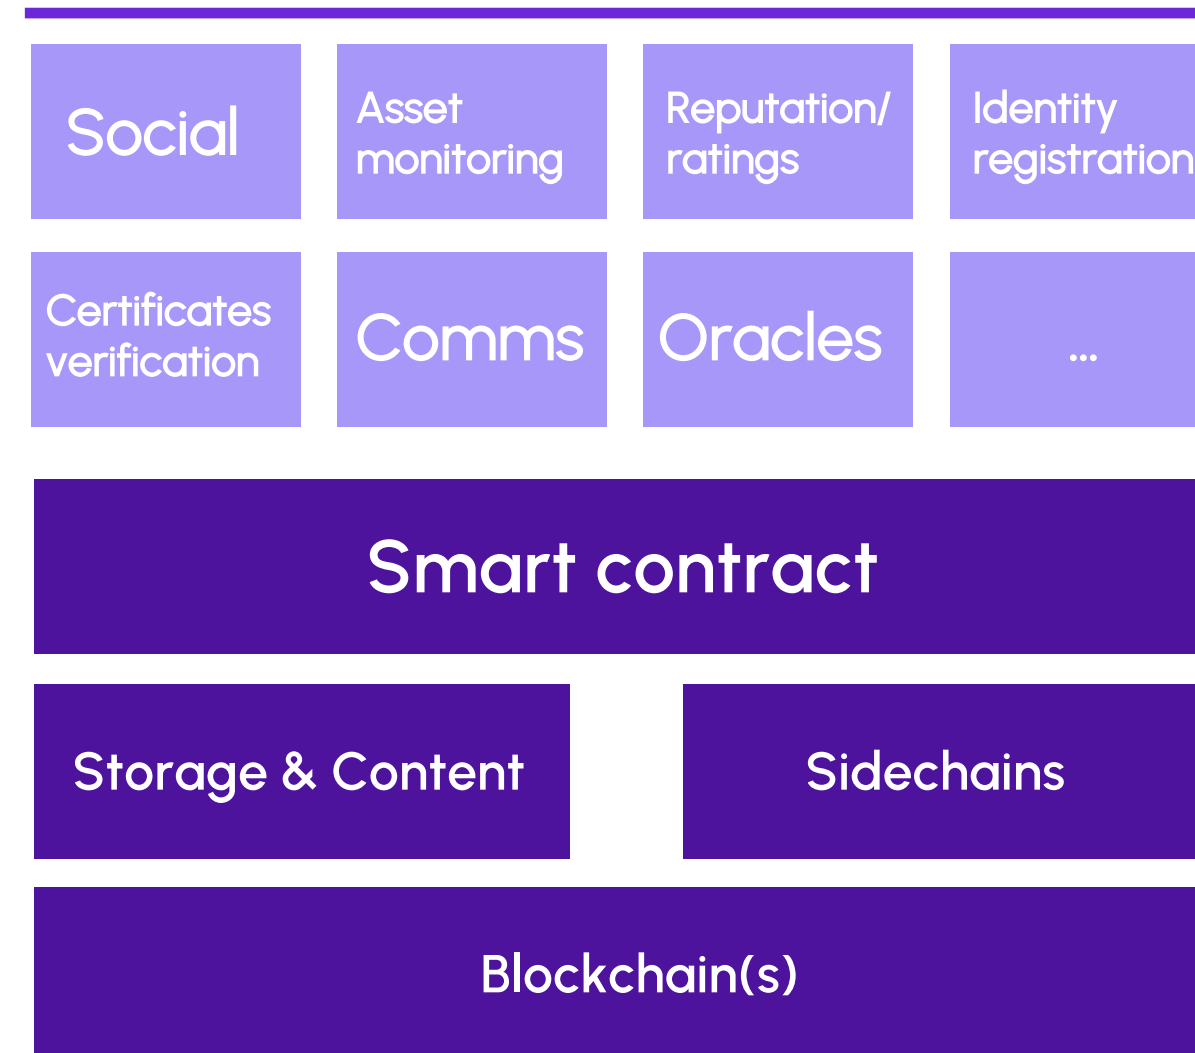 Social
Asset
monitoring
Reputation/
ratings
Identity
registration
Certificates
verification
Comms
Oracles
...
Smart contract
Storage & Content
Sidechains
Blockchain(s)